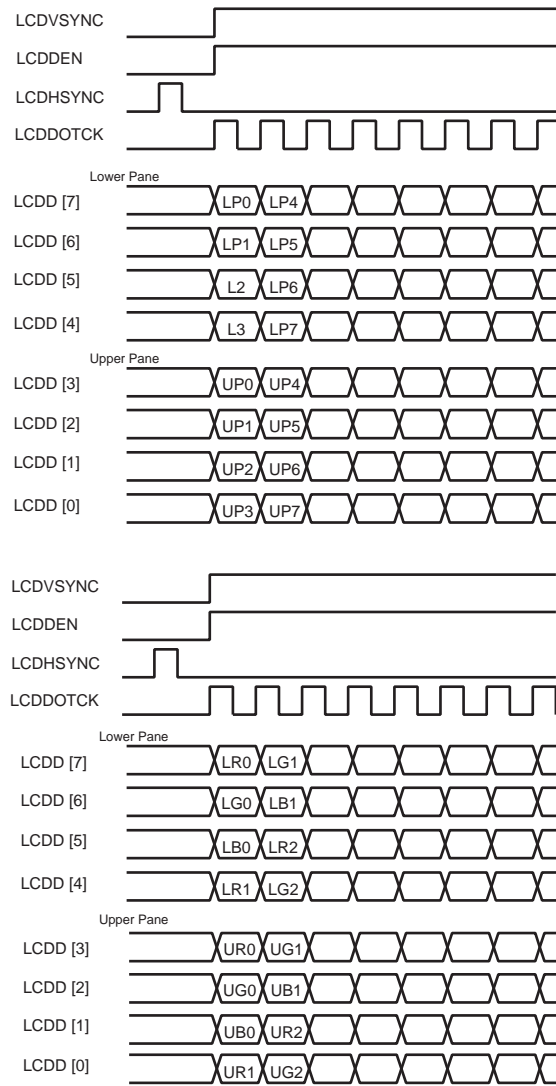 LCDVSYNC
LCDDEN
LCDHSYNC
LCDDOTCK
Lower Pane
LCDD [7] LP0 LP4
LCDD [6] LP1 LP5
LCDD [5] L2 LP6
LCDD [4] L3 LP7
Upper Pane
LCDD [3] UP0 UP4
LCDD [2] UP1 UP5
LCDD [1] UP2 UP6
LCDD [0] UP3 UP7
LCDVSYNC
LCDDEN
LCDHSYNC
LCDDOTCK
Lower Pane
LCDD [7] LR0 LG1
LCDD [6] LG0 LB1
LCDD [5] LB0 LR2
LCDD [4] LR1 LG2
Upper Pane
LCDD [3] UR0 UG1
LCDD [2] UG0 UB1
LCDD [1] UB0 UR2
LCDD [0] UR1 UG2